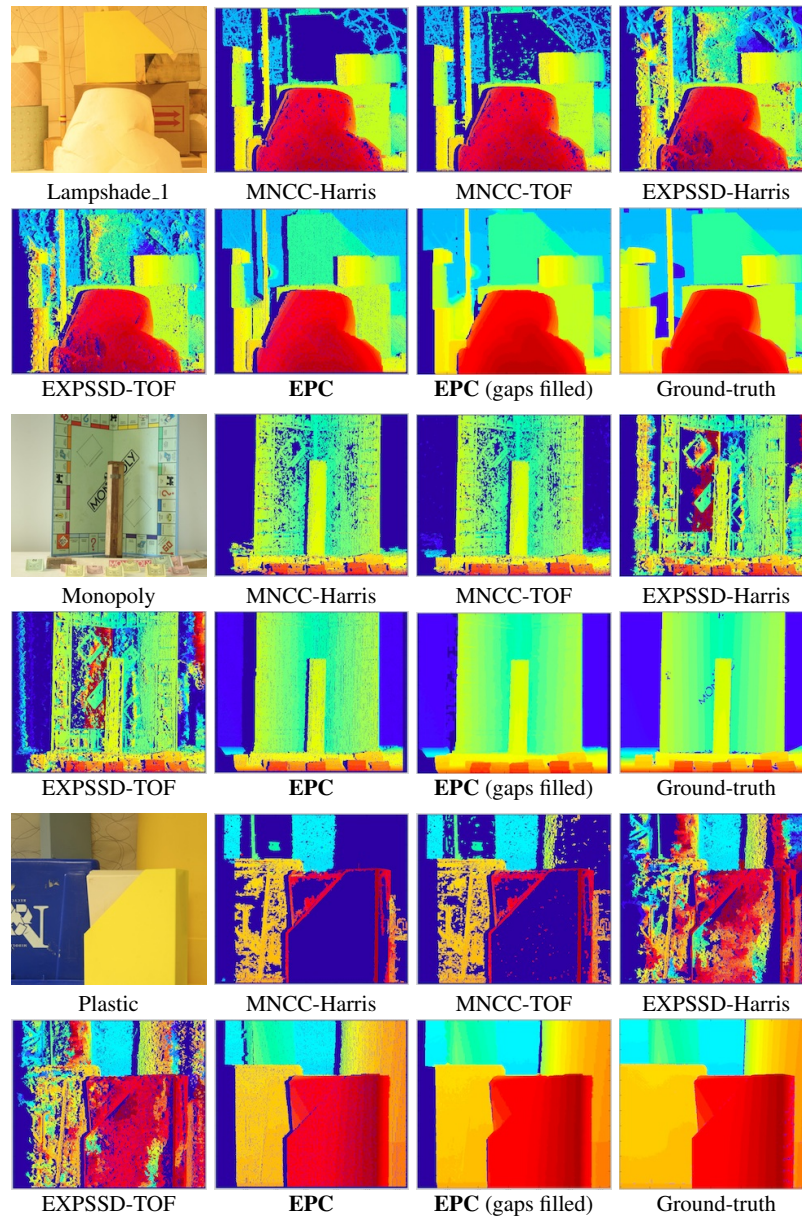 Lampshade_1 MNCC-Harris MNCC-TOF EXPSSD-Harris
EXPSSD-TOF EPC EPC (gaps filled) Ground-truth
MONOPOLY
Monopoly MNCC-Harris MNCC-TOF EXPSSD-Harris
EXPSSD-TOF EPC EPC (gaps filled) Ground-truth
N
Plastic MNCC-Harris MNCC-TOF EXPSSD-Harris
EXPSSD-TOF EPC EPC (gaps filled) Ground-truth